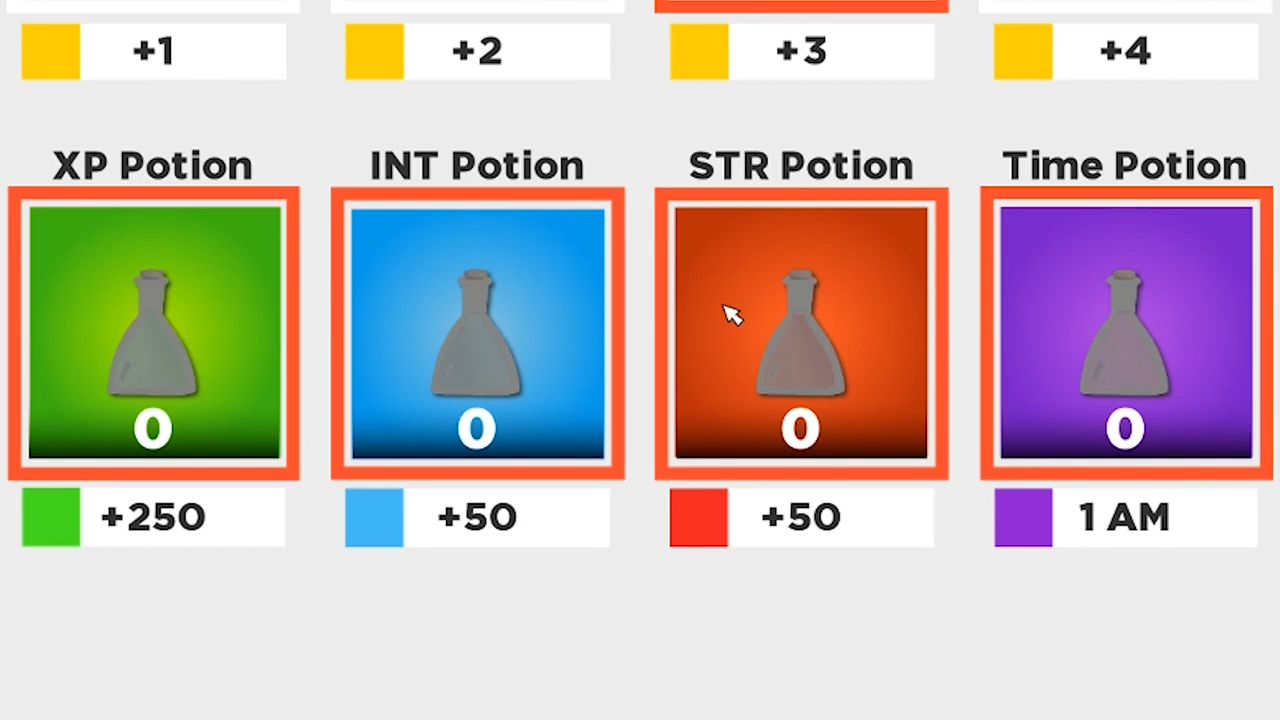 +1 +2 +3 +4
XP Potion INT Potion STR Potion Time Potion
0 0 0 0
+250 +50 +50 1 AM